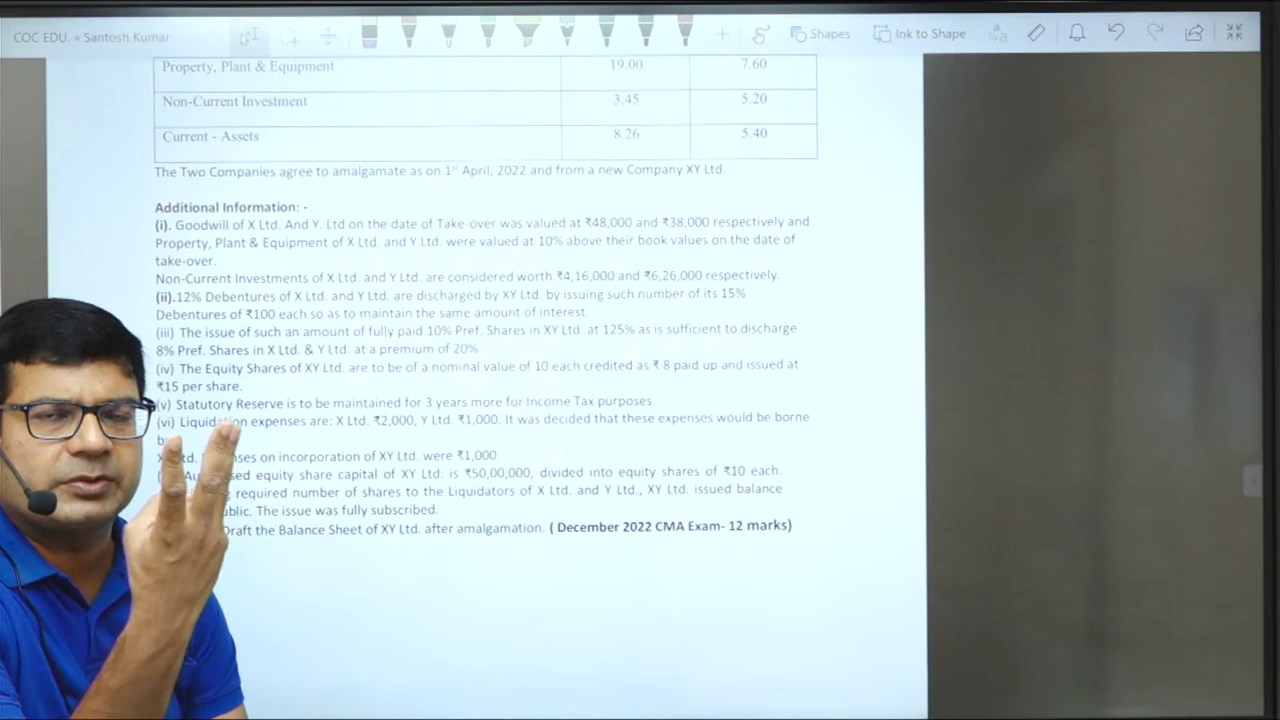 COC EDU. » Santosh Kumar
Shapes
Ink to Shape
Property, Plant & Equipment 19.00 7.60
Non-Current Investment 3.45 5.20
Current - Assets 8.26 5.40
The Two Companies agree to amalgamate as on 1st April, 2022 and from a new Company XY Ltd.
Additional Information: -
(i). Goodwill of X Ltd. And Y. Ltd on the date of Take-over was valued at ₹48,000 and ₹38,000 respectively and
Property, Plant & Equipment of X Ltd. and Y Ltd. were valued at 10% above their book values on the date of
take-over.
Non-Current Investments of X Ltd. and Y Ltd. are considered worth ₹4,16,000 and ₹6,26,000 respectively.
(ii).12% Debentures of X Ltd. and Y Ltd. are discharged by XY Ltd. by issuing such number of its 15%
Debentures of ₹100 each so as to maintain the same amount of interest.
(iii) The issue of such an amount of fully paid 10% Pref. Shares in XY Ltd. at 125% as is sufficient to discharge
8% Pref. Shares in X Ltd. & Y Ltd. at a premium of 20%
(iv) The Equity Shares of XY Ltd. are to be of a nominal value of 10 each credited as ₹ 8 paid up and issued at
₹15 per share.
(v) Statutory Reserve is to be maintained for 3 years more for Income Tax purposes.
(vi) Liquidation expenses are: X Ltd. ₹2,000, Y Ltd. ₹1,000. It was decided that these expenses would be borne
on incorporation of XY Ltd. were ₹1,000.
equity share capital of XY Ltd. is ₹50,00,000, divided into equity shares of ₹10 each.
required number of shares to the Liquidators of X Ltd. and Y Ltd., XY Ltd. issued balance
The issue was fully subscribed.
Draft the Balance Sheet of XY Ltd. after amalgamation. ( December 2022 CMA Exam- 12 marks)